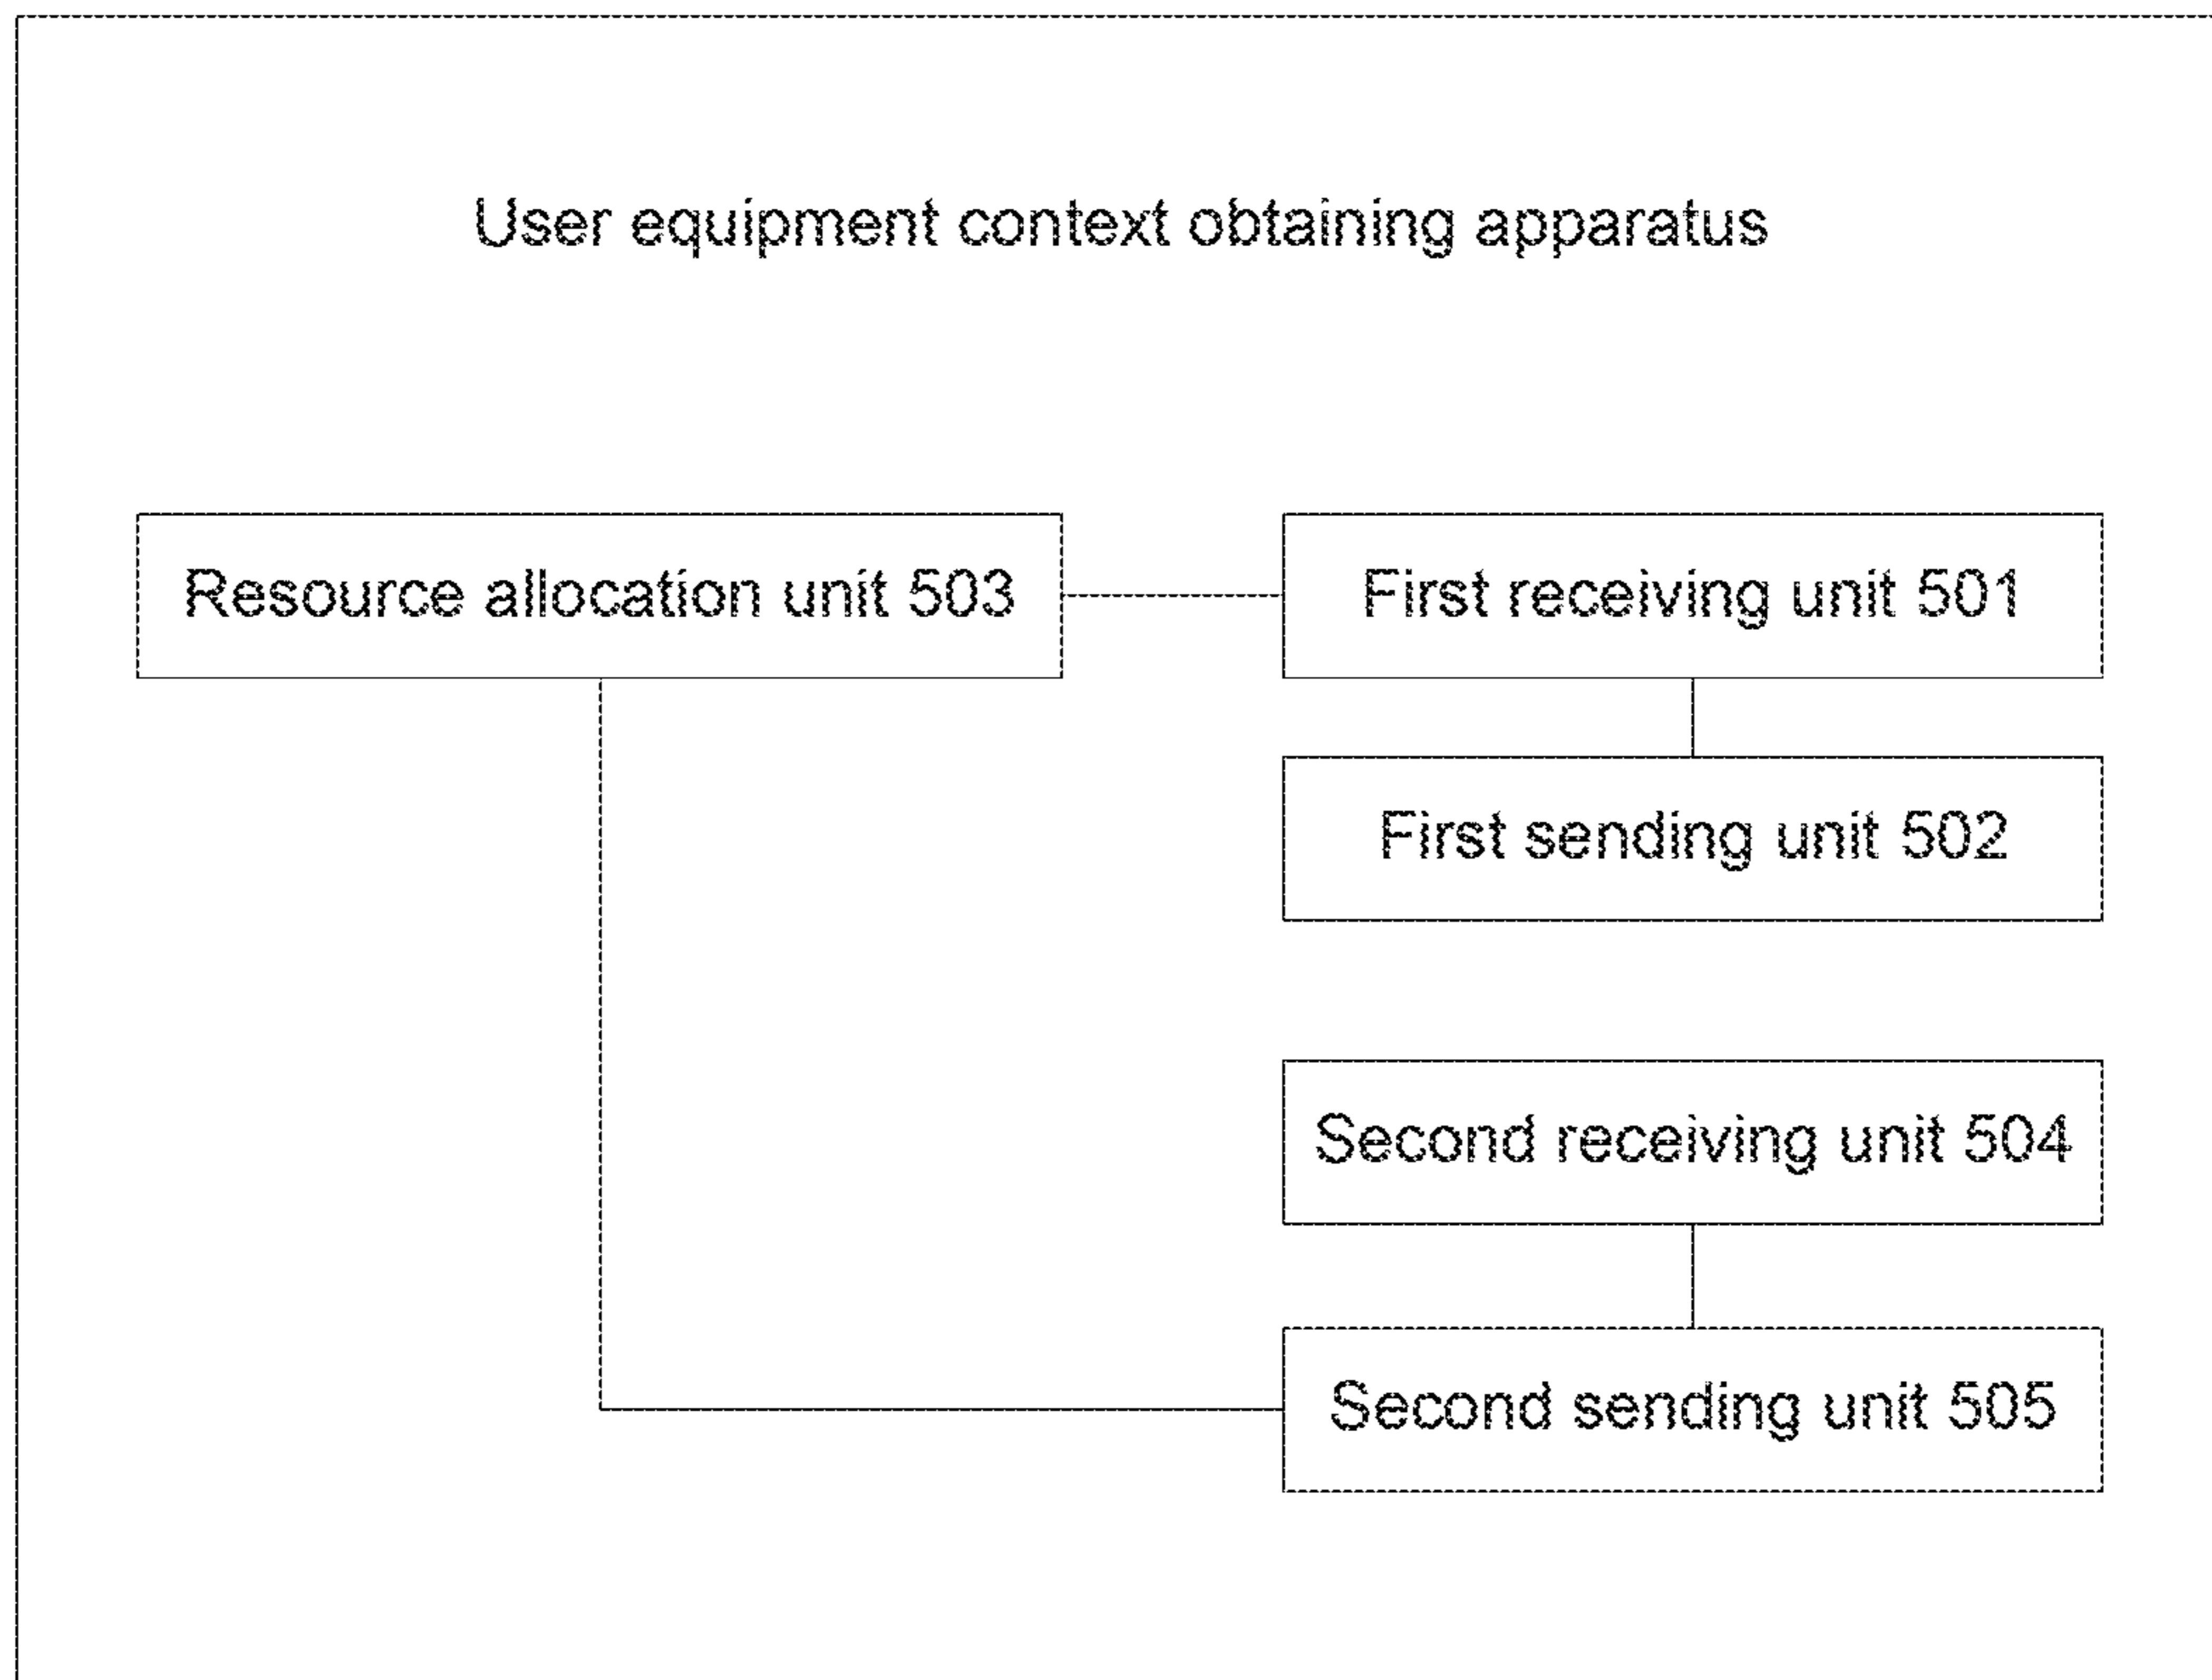 User equipment context obtaining apparatus
Resource allocation unit 503
First receiving unit 501
First sending unit 502
Second receiving unit 504
Second sending unit 505